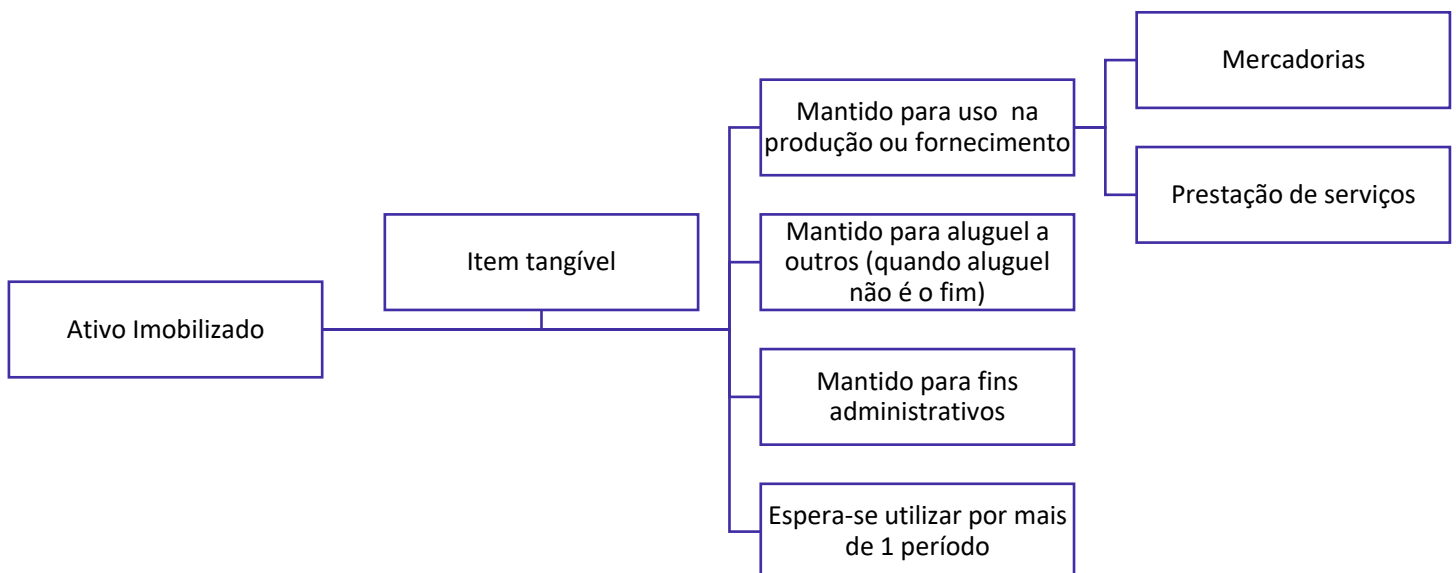 Ativo Imobilizado
Item tangível
Mantido para uso na
produção ou fornecimento
Mercadorias
Prestação de serviços
Mantido para aluguel a
outros (quando aluguel
não é o fim)
Mantido para fins
administrativos
Espera-se utilizar por mais
de 1 período